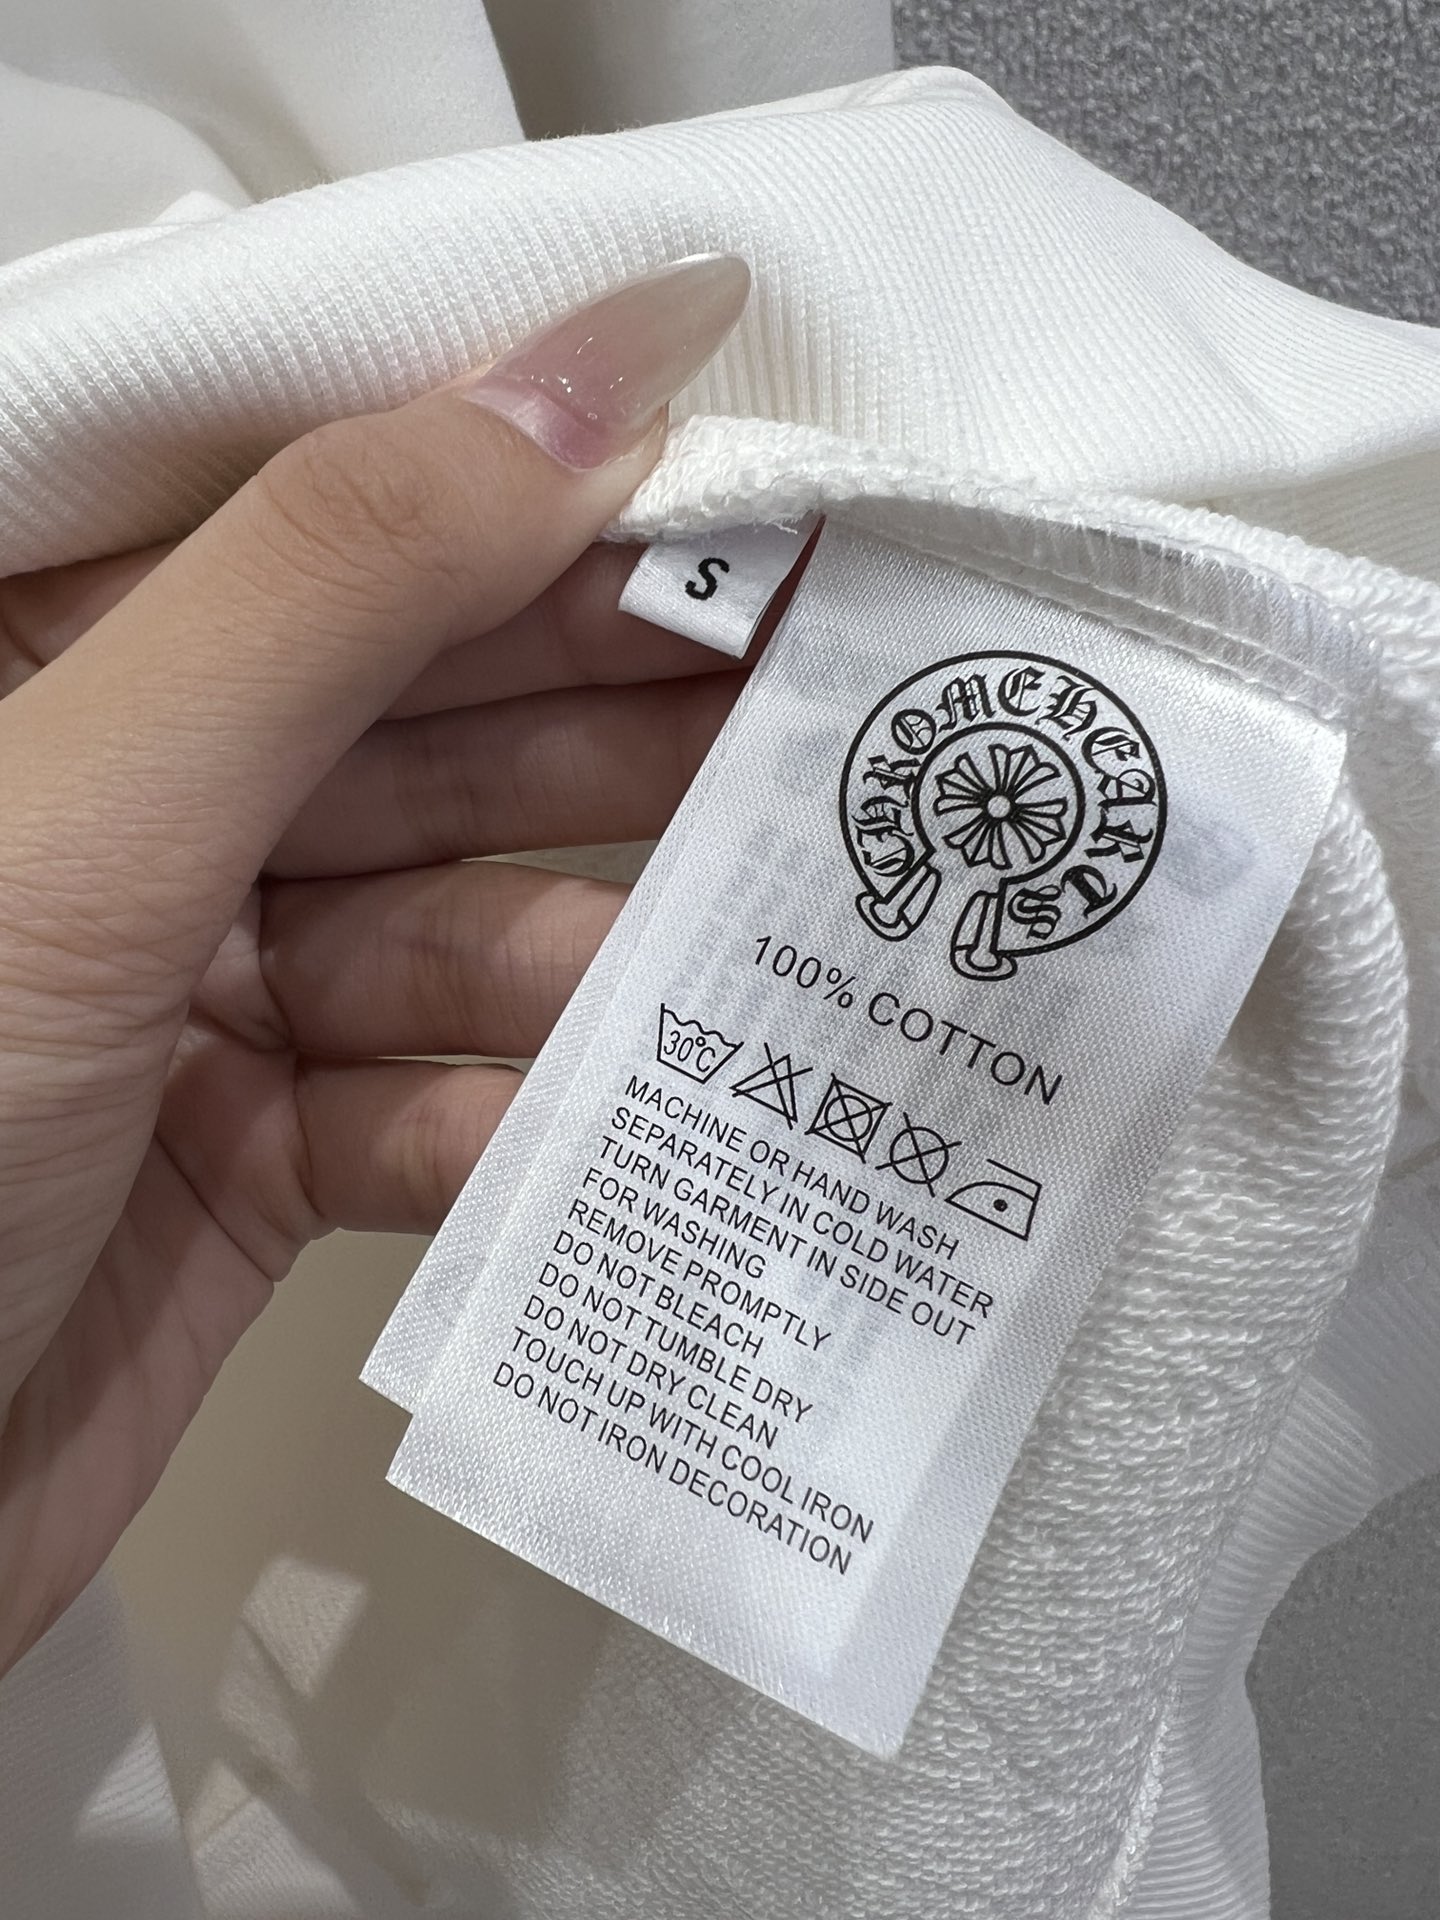 S
CHROME HEARTS
100% COTTON
30°C
MACHINE OR HAND WASH
SEPARATELY IN COLD WATER
TURN GARMENT IN SIDE OUT
FOR WASHING
REMOVE PROMPTLY
DO NOT BLEACH
DO NOT TUMBLE DRY
DO NOT DRY CLEAN
TOUCH UP WITH COOL IRON
DO NOT IRON DECORATION